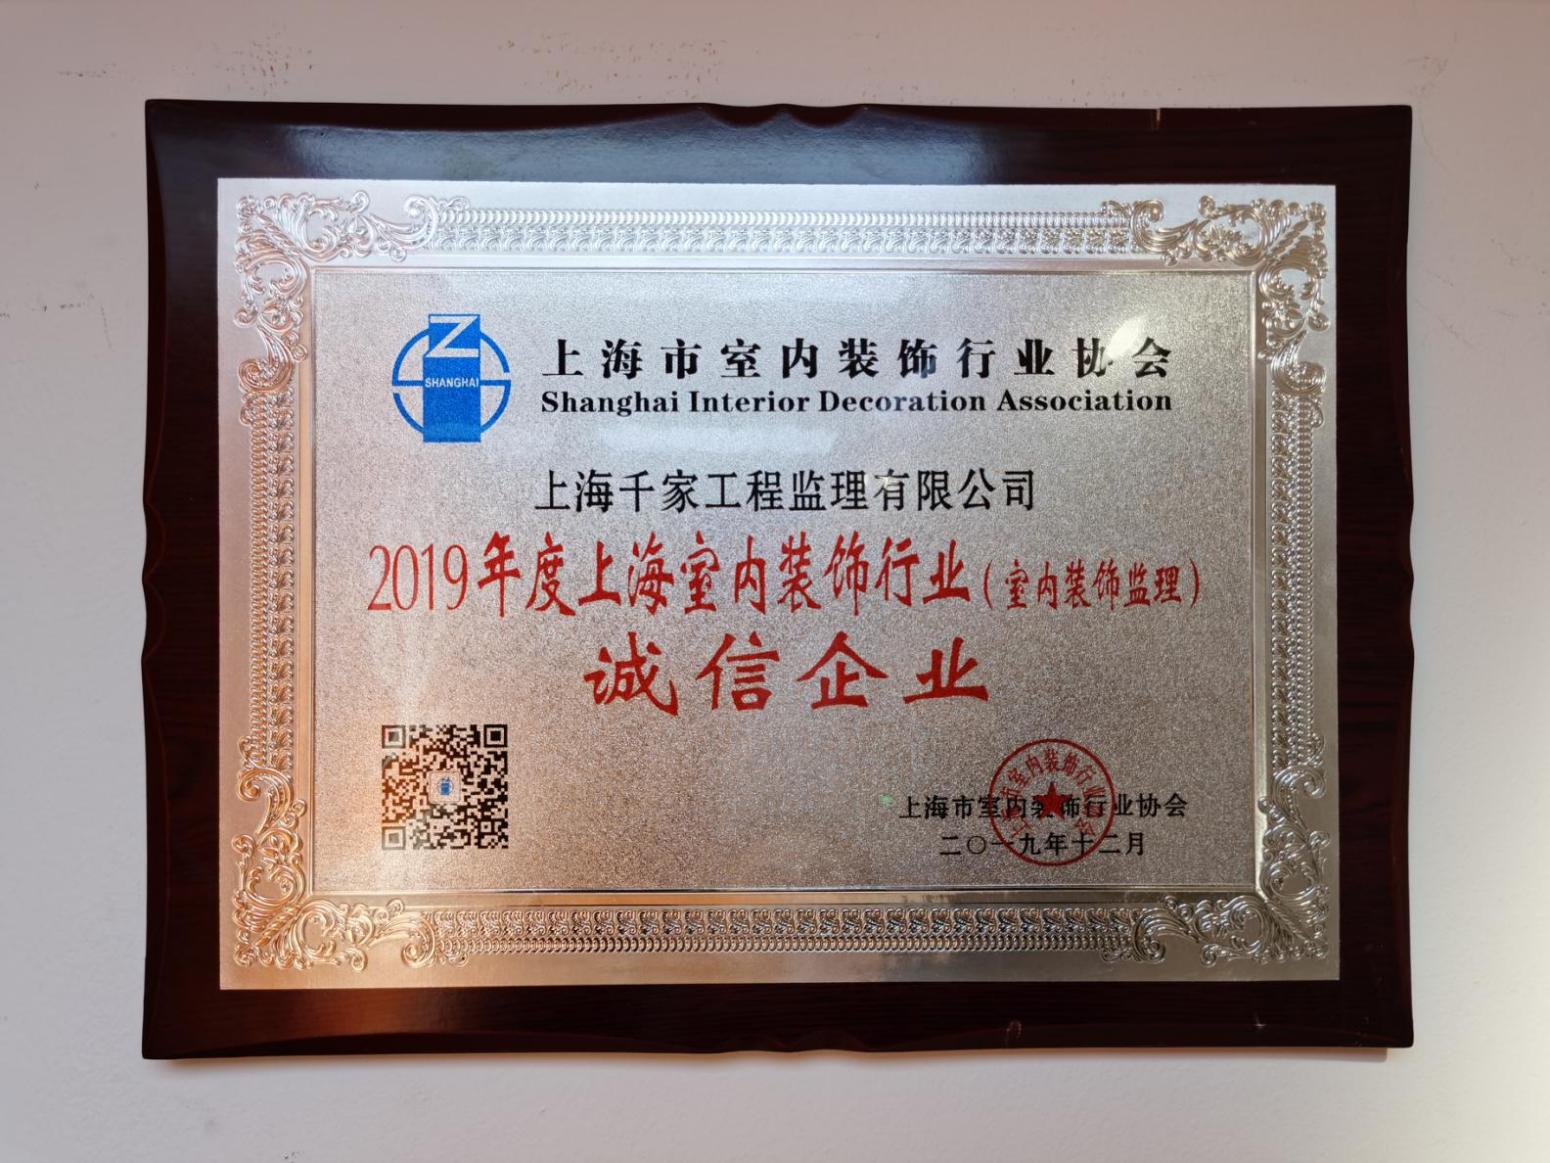 Z
SHANGHAI
上海市室内装饰行业协会
Shanghai Interior Decoration Association
上海千家工程监理有限公司
2019年度上海室内装饰行业(室内装饰监理)
诚信企业
上海市室内装饰行业协会
二〇一九年十二月